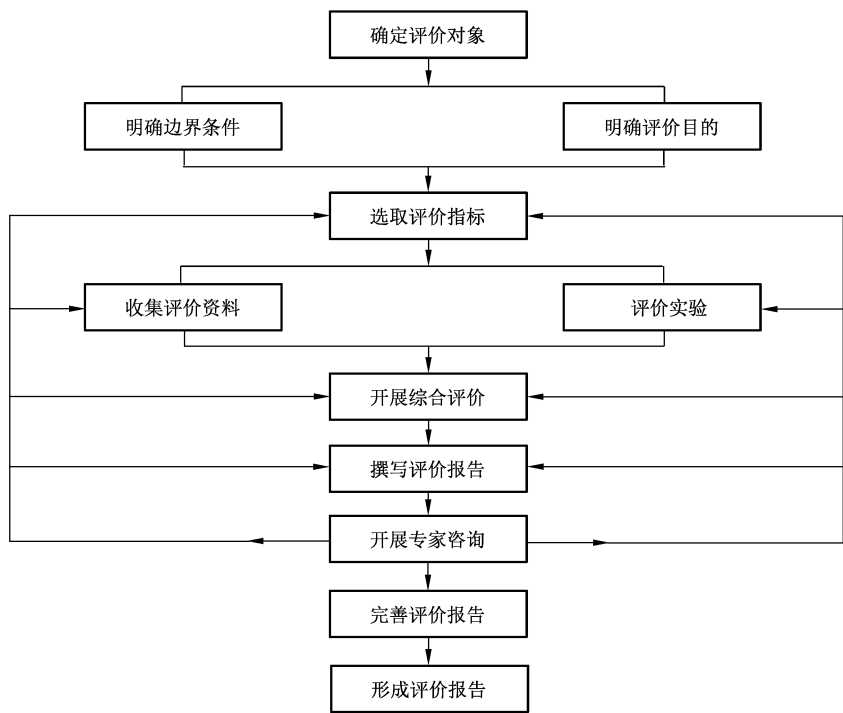 确定评价对象
明确边界条件
明确评价目的
选取评价指标
收集评价资料
评价实验
开展综合评价
撰写评价报告
开展专家咨询
完善评价报告
形成评价报告